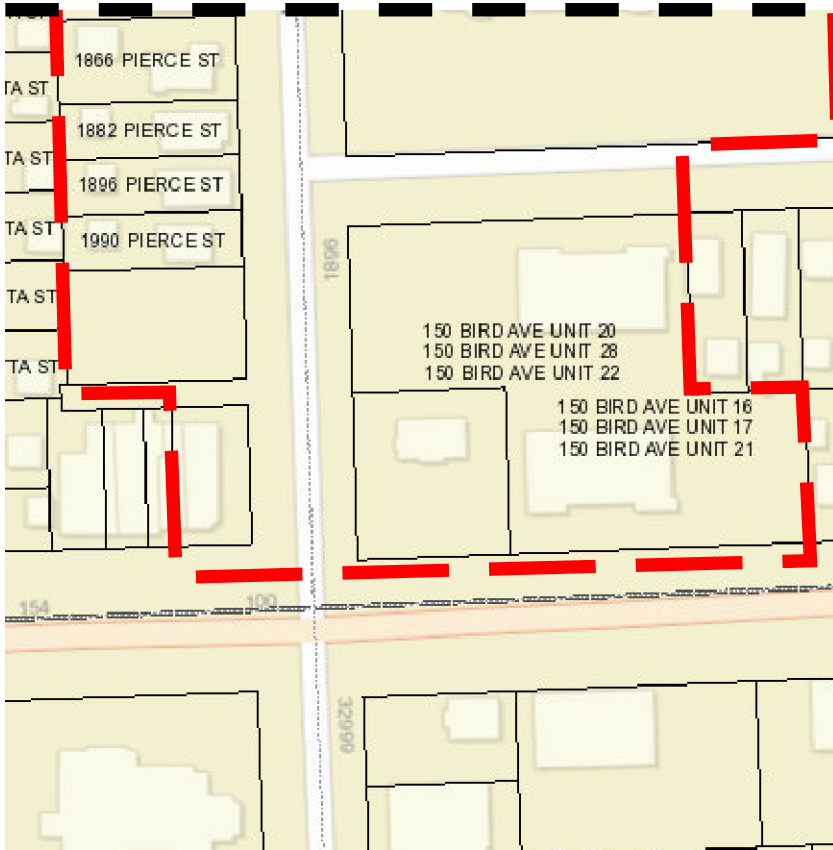 1866 PIERCE ST
TA ST
1882 PIERCE ST
TA ST
1896 PIERCE ST
TA ST
1990 PIERCE ST
1896
TA ST
150 BIRD AVE UNIT 20
150 BIRD AVE UNIT 28
TA ST
150 BIRD AVE UNIT 22
150 BIRD AVE UNIT 16
150 BIRD AVE UNIT 17
150 BIRD AVE UNIT 21
154
100
32999